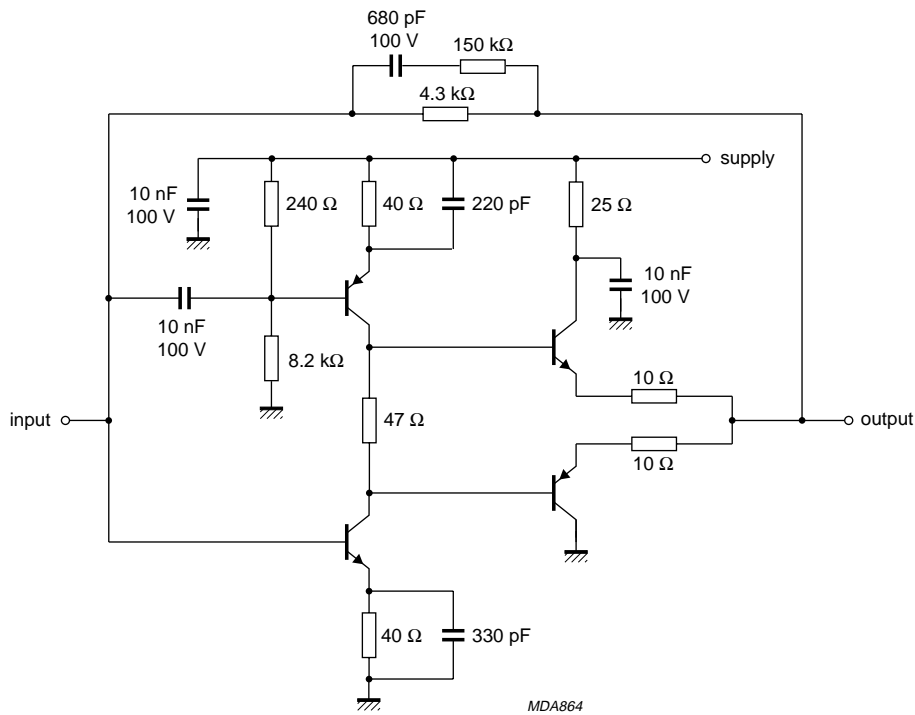 680 pF
100 V
150 kΩ
4.3 kΩ
supply
10 nF
100 V
240 Ω
40 Ω
220 pF
25 Ω
10 nF
100 V
10 nF
100 V
8.2 kΩ
10 Ω
input
47 Ω
output
10 Ω
40 Ω
330 pF
MDA864